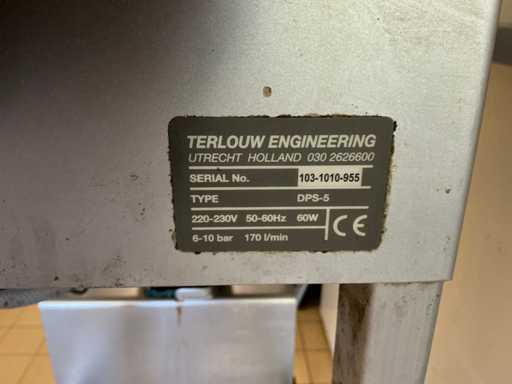 TERLOUW ENGINEERING
UTRECHT HOLLAND 030 2626600
SERIAL No. 103-1010-955
TYPE DPS-5
220-230V 50-60Hz 60W
6-10 bar 170 l/min
CE